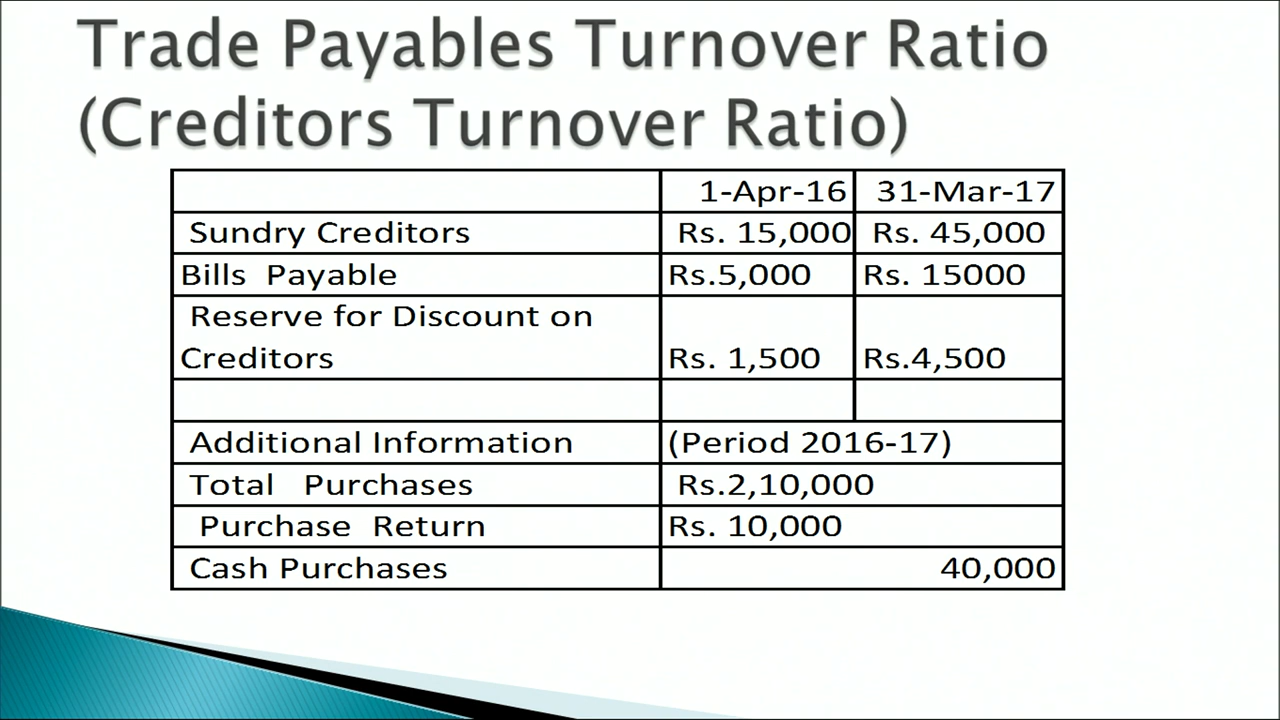 Trade Payables Turnover Ratio
(Creditors Turnover Ratio)
1-Apr-16 31-Mar-17
Sundry Creditors Rs. 15,000 Rs. 45,000
Bills Payable Rs.5,000 Rs. 15000
Reserve for Discount on
Creditors Rs. 1,500 Rs.4,500
Additional Information (Period 2016-17)
Total Purchases Rs.2,10,000
Purchase Return Rs. 10,000
Cash Purchases 40,000